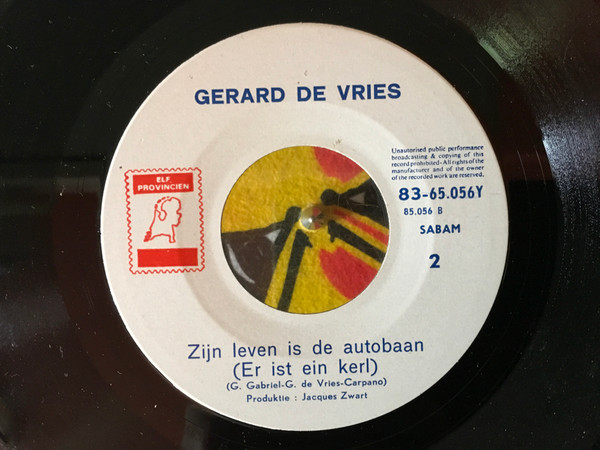 GERARD DE VRIES
Unauthorised public performance
broadcasting & copying of this
record prohibited-All rights of the
manufacturer and of the owner
of the recorded work are reserved.
ELF
PROVINCIEN
83-65.056Y
85.056 B
SABAM
2
Zijn leven is de autobaan
(Er ist ein kerl)
(G. Gabriel-G. de Vries-Carpano)
Produktie : Jacques Zwart